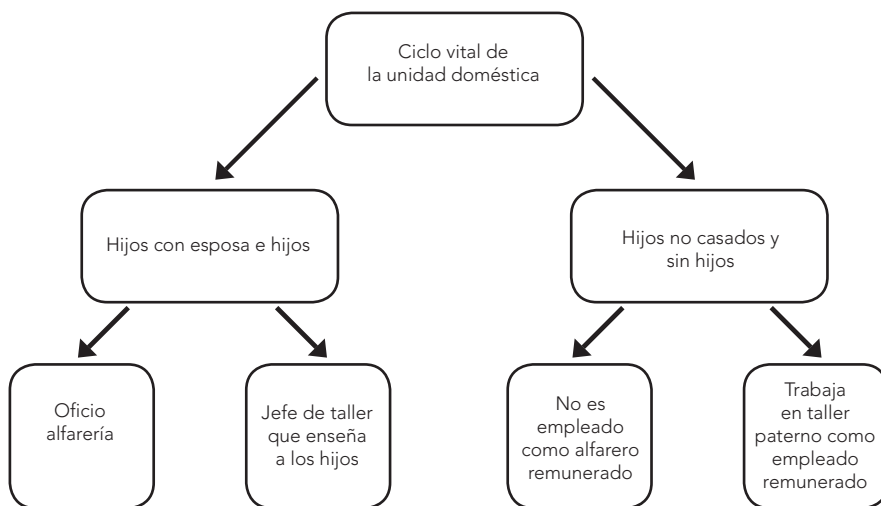 Ciclo vital de
la unidad doméstica
Hijos con esposa e hijos
Hijos no casados y
sin hijos
Oficio
alfarería
Jefe de taller
que enseña
a los hijos
No es
empleado
como alfarero
remunerado
Trabaja
en taller
paterno como
empleado
remunerado